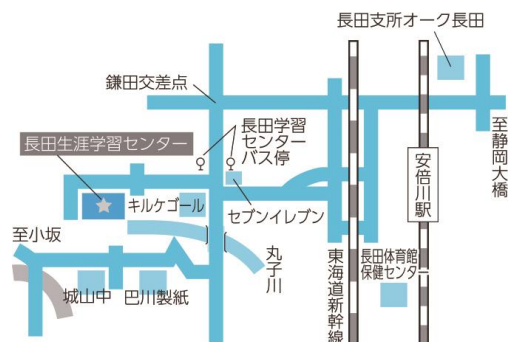 長田支所オーク長田
鎌田交差点
長田学習
センター
バス停
至静岡大橋
長田生涯学習センター
安倍川駅
キルケゴール
セブンイレブン
至小坂
丸子川
東海道新幹線
長田体育館
保健センター
城山中
巴川製紙